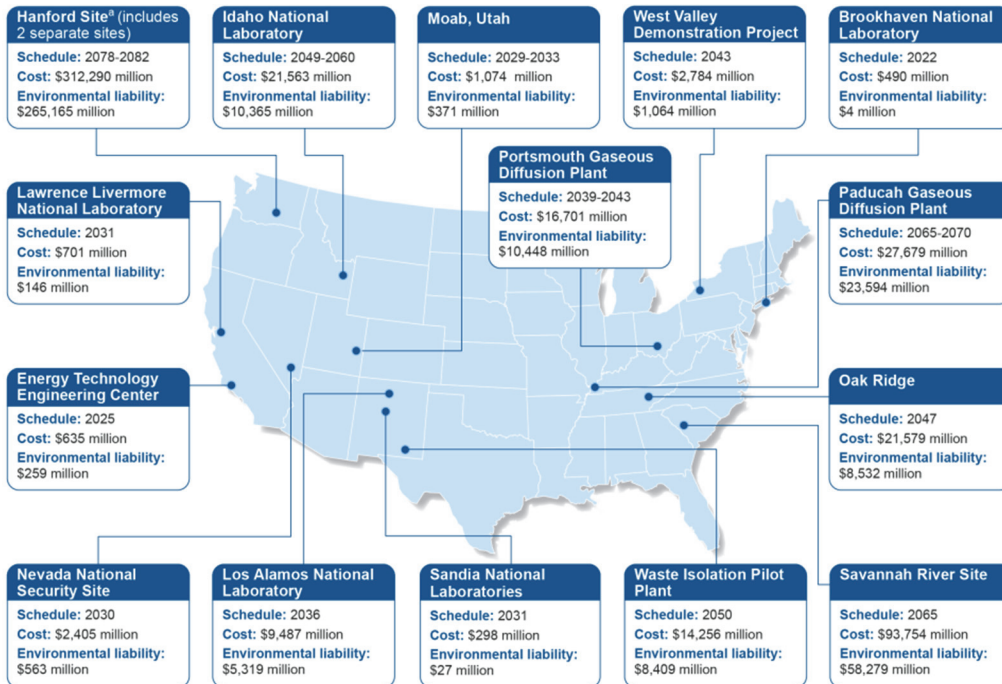 Hanford Siteᵃ (includes
2 separate sites)
Schedule: 2078-2082
Cost: $312,290 million
Environmental liability:
$265,165 million
Idaho National
Laboratory
Schedule: 2049-2060
Cost: $21,563 million
Environmental liability:
$10,365 million
Moab, Utah
Schedule: 2029-2033
Cost: $1,074 million
Environmental liability:
$371 million
West Valley
Demonstration Project
Schedule: 2043
Cost: $2,784 million
Environmental liability:
$1,064 million
Brookhaven National
Laboratory
Schedule: 2022
Cost: $490 million
Environmental liability:
$4 million
Portsmouth Gaseous
Diffusion Plant
Schedule: 2039-2043
Cost: $16,701 million
Environmental liability:
$10,448 million
Lawrence Livermore
National Laboratory
Schedule: 2031
Cost: $701 million
Environmental liability:
$146 million
Paducah Gaseous
Diffusion Plant
Schedule: 2065-2070
Cost: $27,679 million
Environmental liability:
$23,594 million
Energy Technology
Engineering Center
Schedule: 2025
Cost: $635 million
Environmental liability:
$259 million
Oak Ridge
Schedule: 2047
Cost: $21,579 million
Environmental liability:
$8,532 million
Nevada National
Security Site
Schedule: 2030
Cost: $2,405 million
Environmental liability:
$563 million
Los Alamos National
Laboratory
Schedule: 2036
Cost: $9,487 million
Environmental liability:
$5,319 million
Sandia National
Laboratories
Schedule: 2031
Cost: $298 million
Environmental liability:
$27 million
Waste Isolation Pilot
Plant
Schedule: 2050
Cost: $14,256 million
Environmental liability:
$8,409 million
Savannah River Site
Schedule: 2065
Cost: $93,754 million
Environmental liability:
$58,279 million